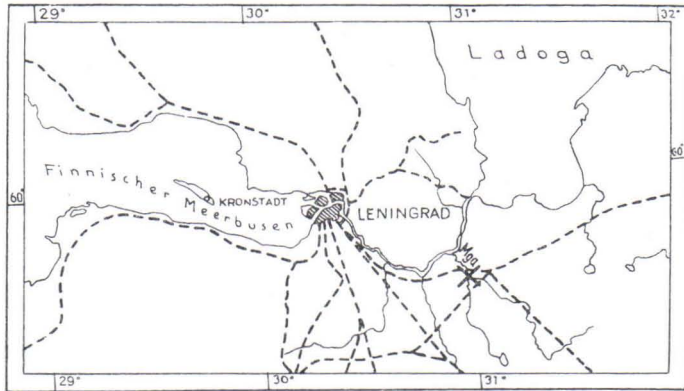 29° 30° 31° 32°
Ladoga
60°
Finnischer
Meerbusen
KRONSTADT
60°
LENINGRAD
Mga
29° 30° 31°